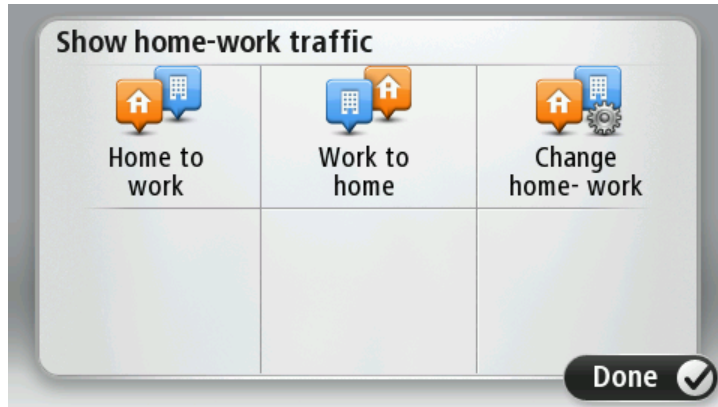 Show home-work traffic
Home to
work
Work to
home
Change
home- work
Done